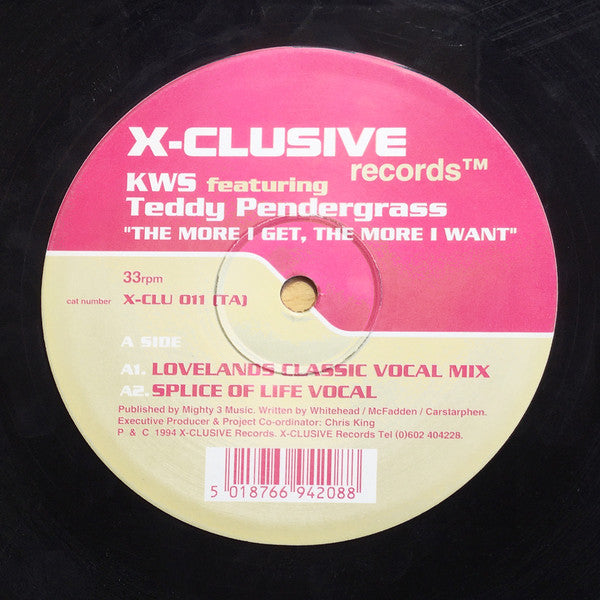 X-CLUSIVE
records™
KWS featuring
Teddy Pendergrass
"THE MORE I GET, THE MORE I WANT"
33rpm
cat number X-CLU 011 (TA)
A SIDE
A1. LOVELANDS CLASSIC VOCAL MIX
A2. SPLICE OF LIFE VOCAL
Published by Mighty 3 Music. Written by Whitehead / McFadden / Carstarphen.
Executive Producer & Project Co-ordinator: Chris King
P & C 1994 X-CLUSIVE Records. X-CLUSIVE Records Tel (0)602 404228.
5 018766 942088